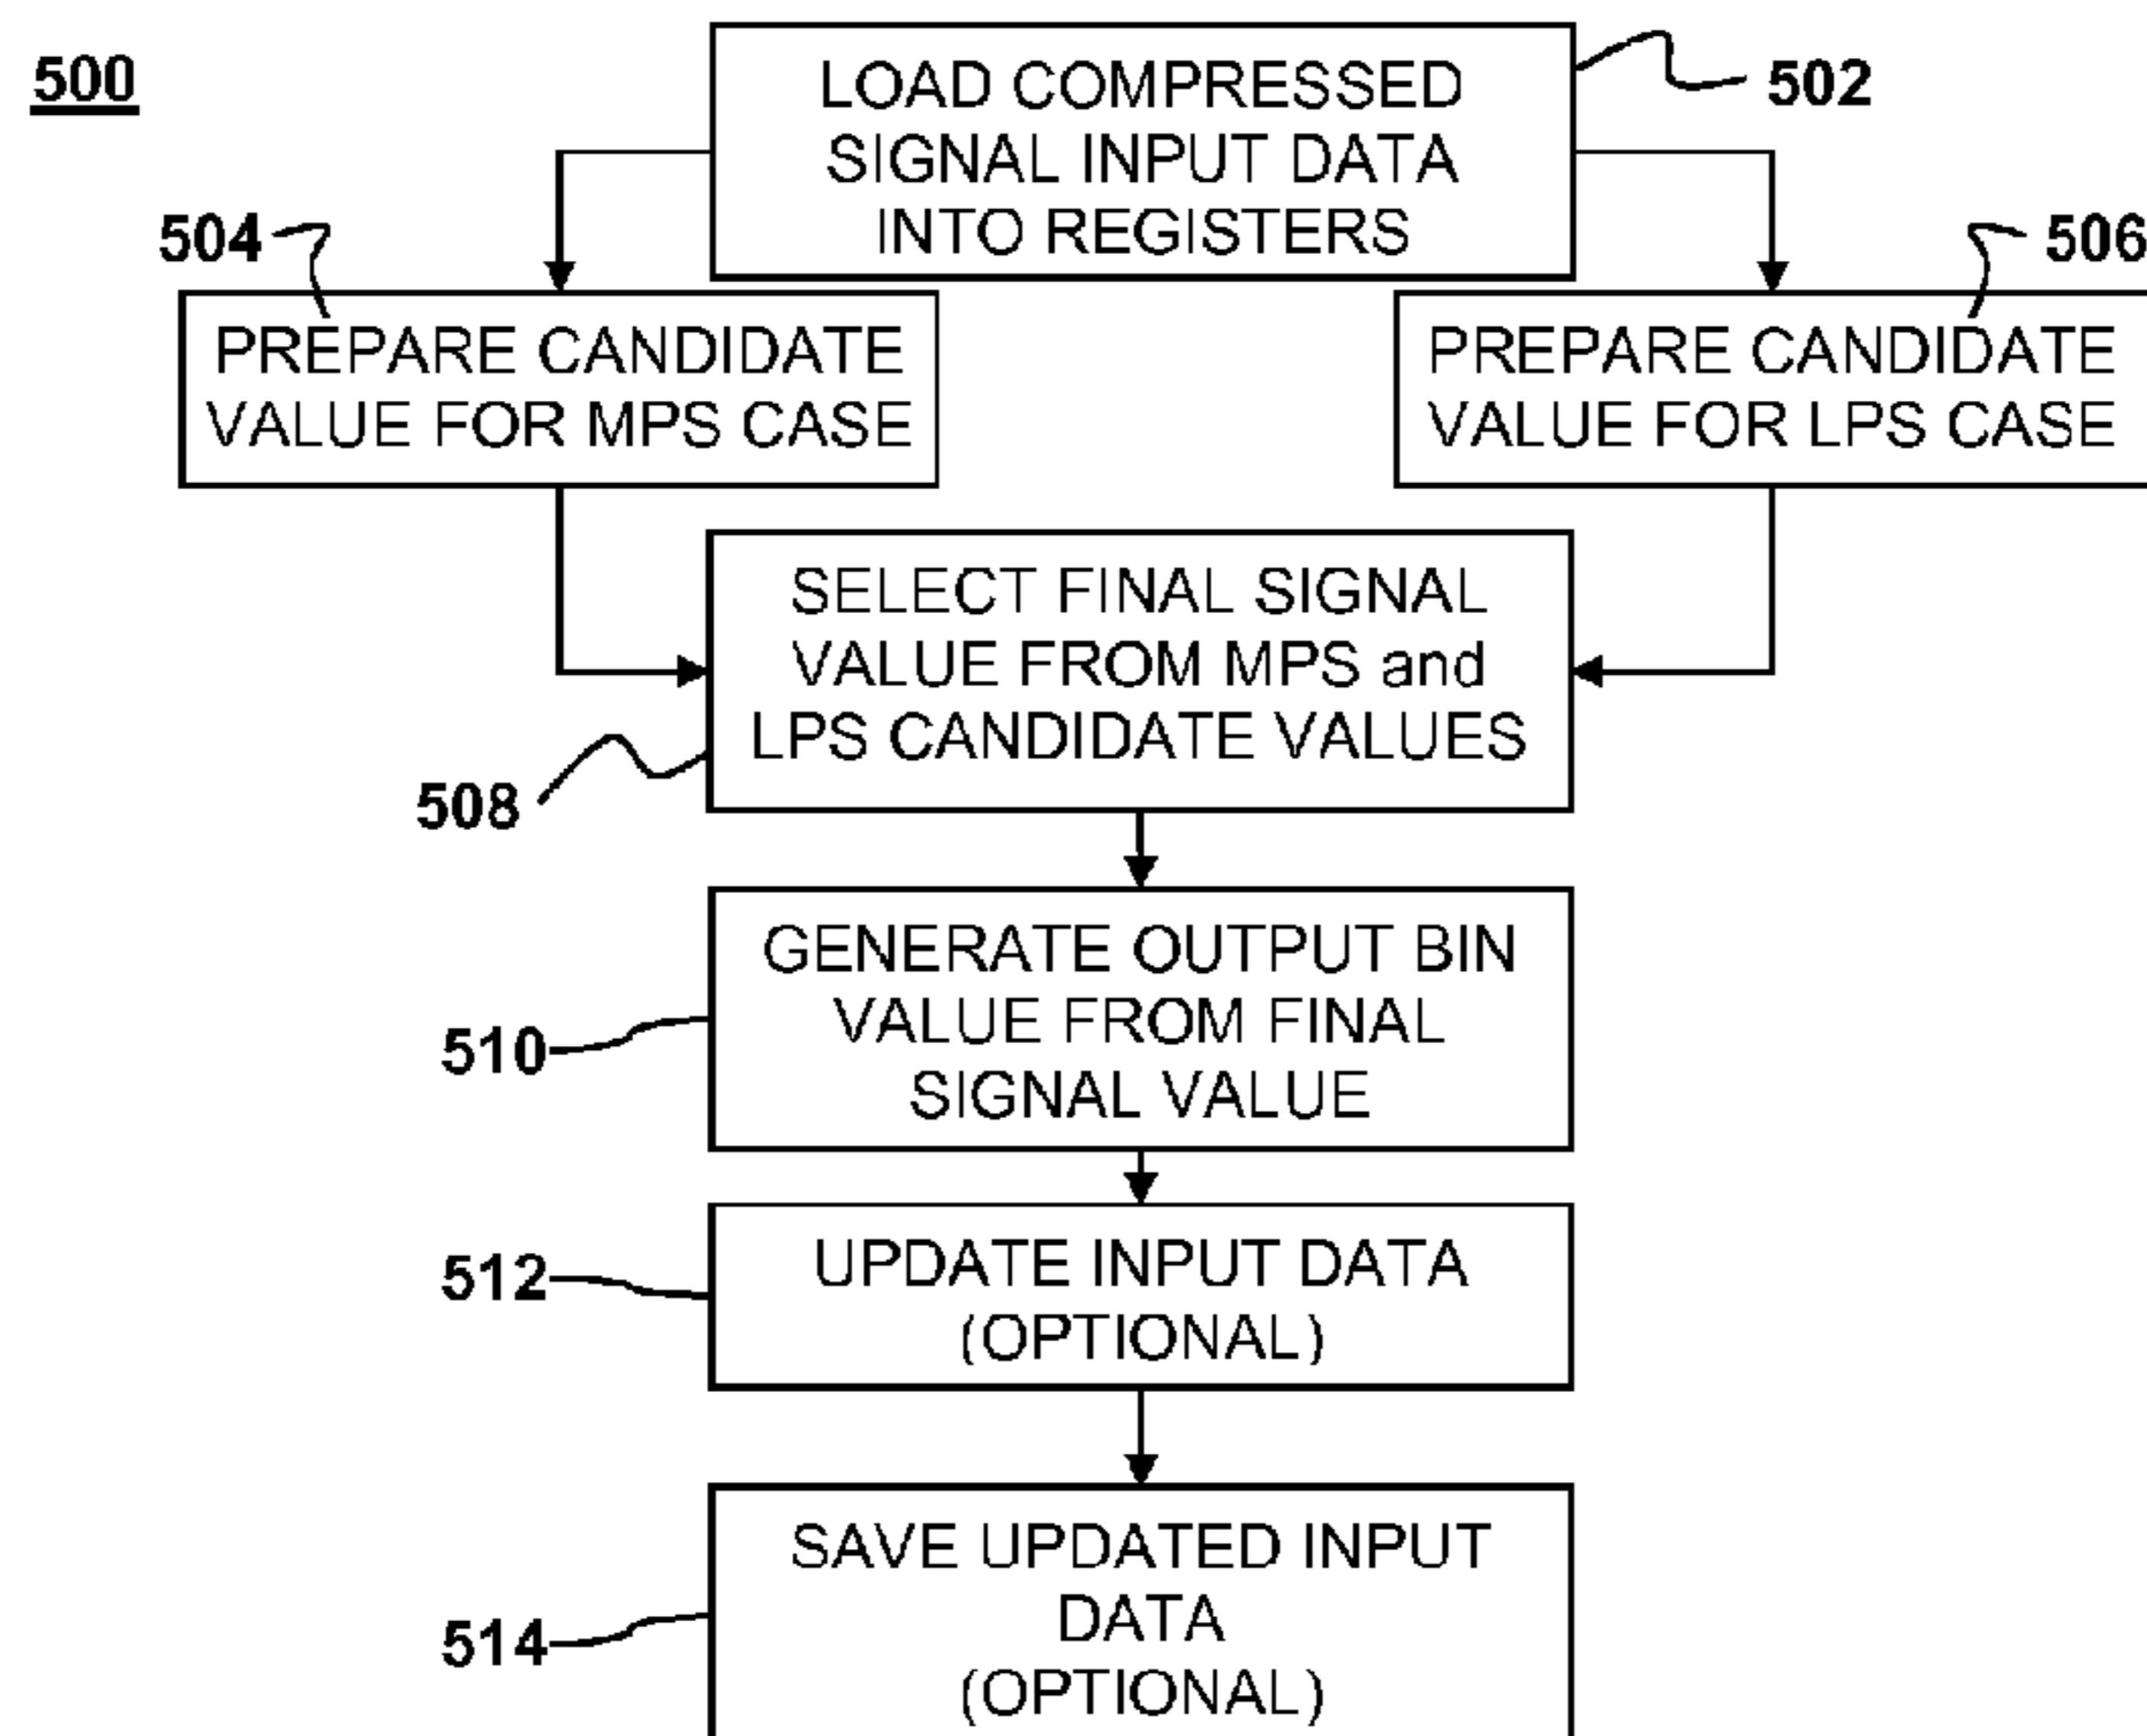 500
LOAD COMPRESSED
SIGNAL INPUT DATA
INTO REGISTERS
502
504
PREPARE CANDIDATE
VALUE FOR MPS CASE
506
PREPARE CANDIDATE
VALUE FOR LPS CASE
SELECT FINAL SIGNAL
VALUE FROM MPS and
LPS CANDIDATE VALUES
508
GENERATE OUTPUT BIN
VALUE FROM FINAL
SIGNAL VALUE
510
UPDATE INPUT DATA
(OPTIONAL)
512
SAVE UPDATED INPUT
DATA
(OPTIONAL)
514